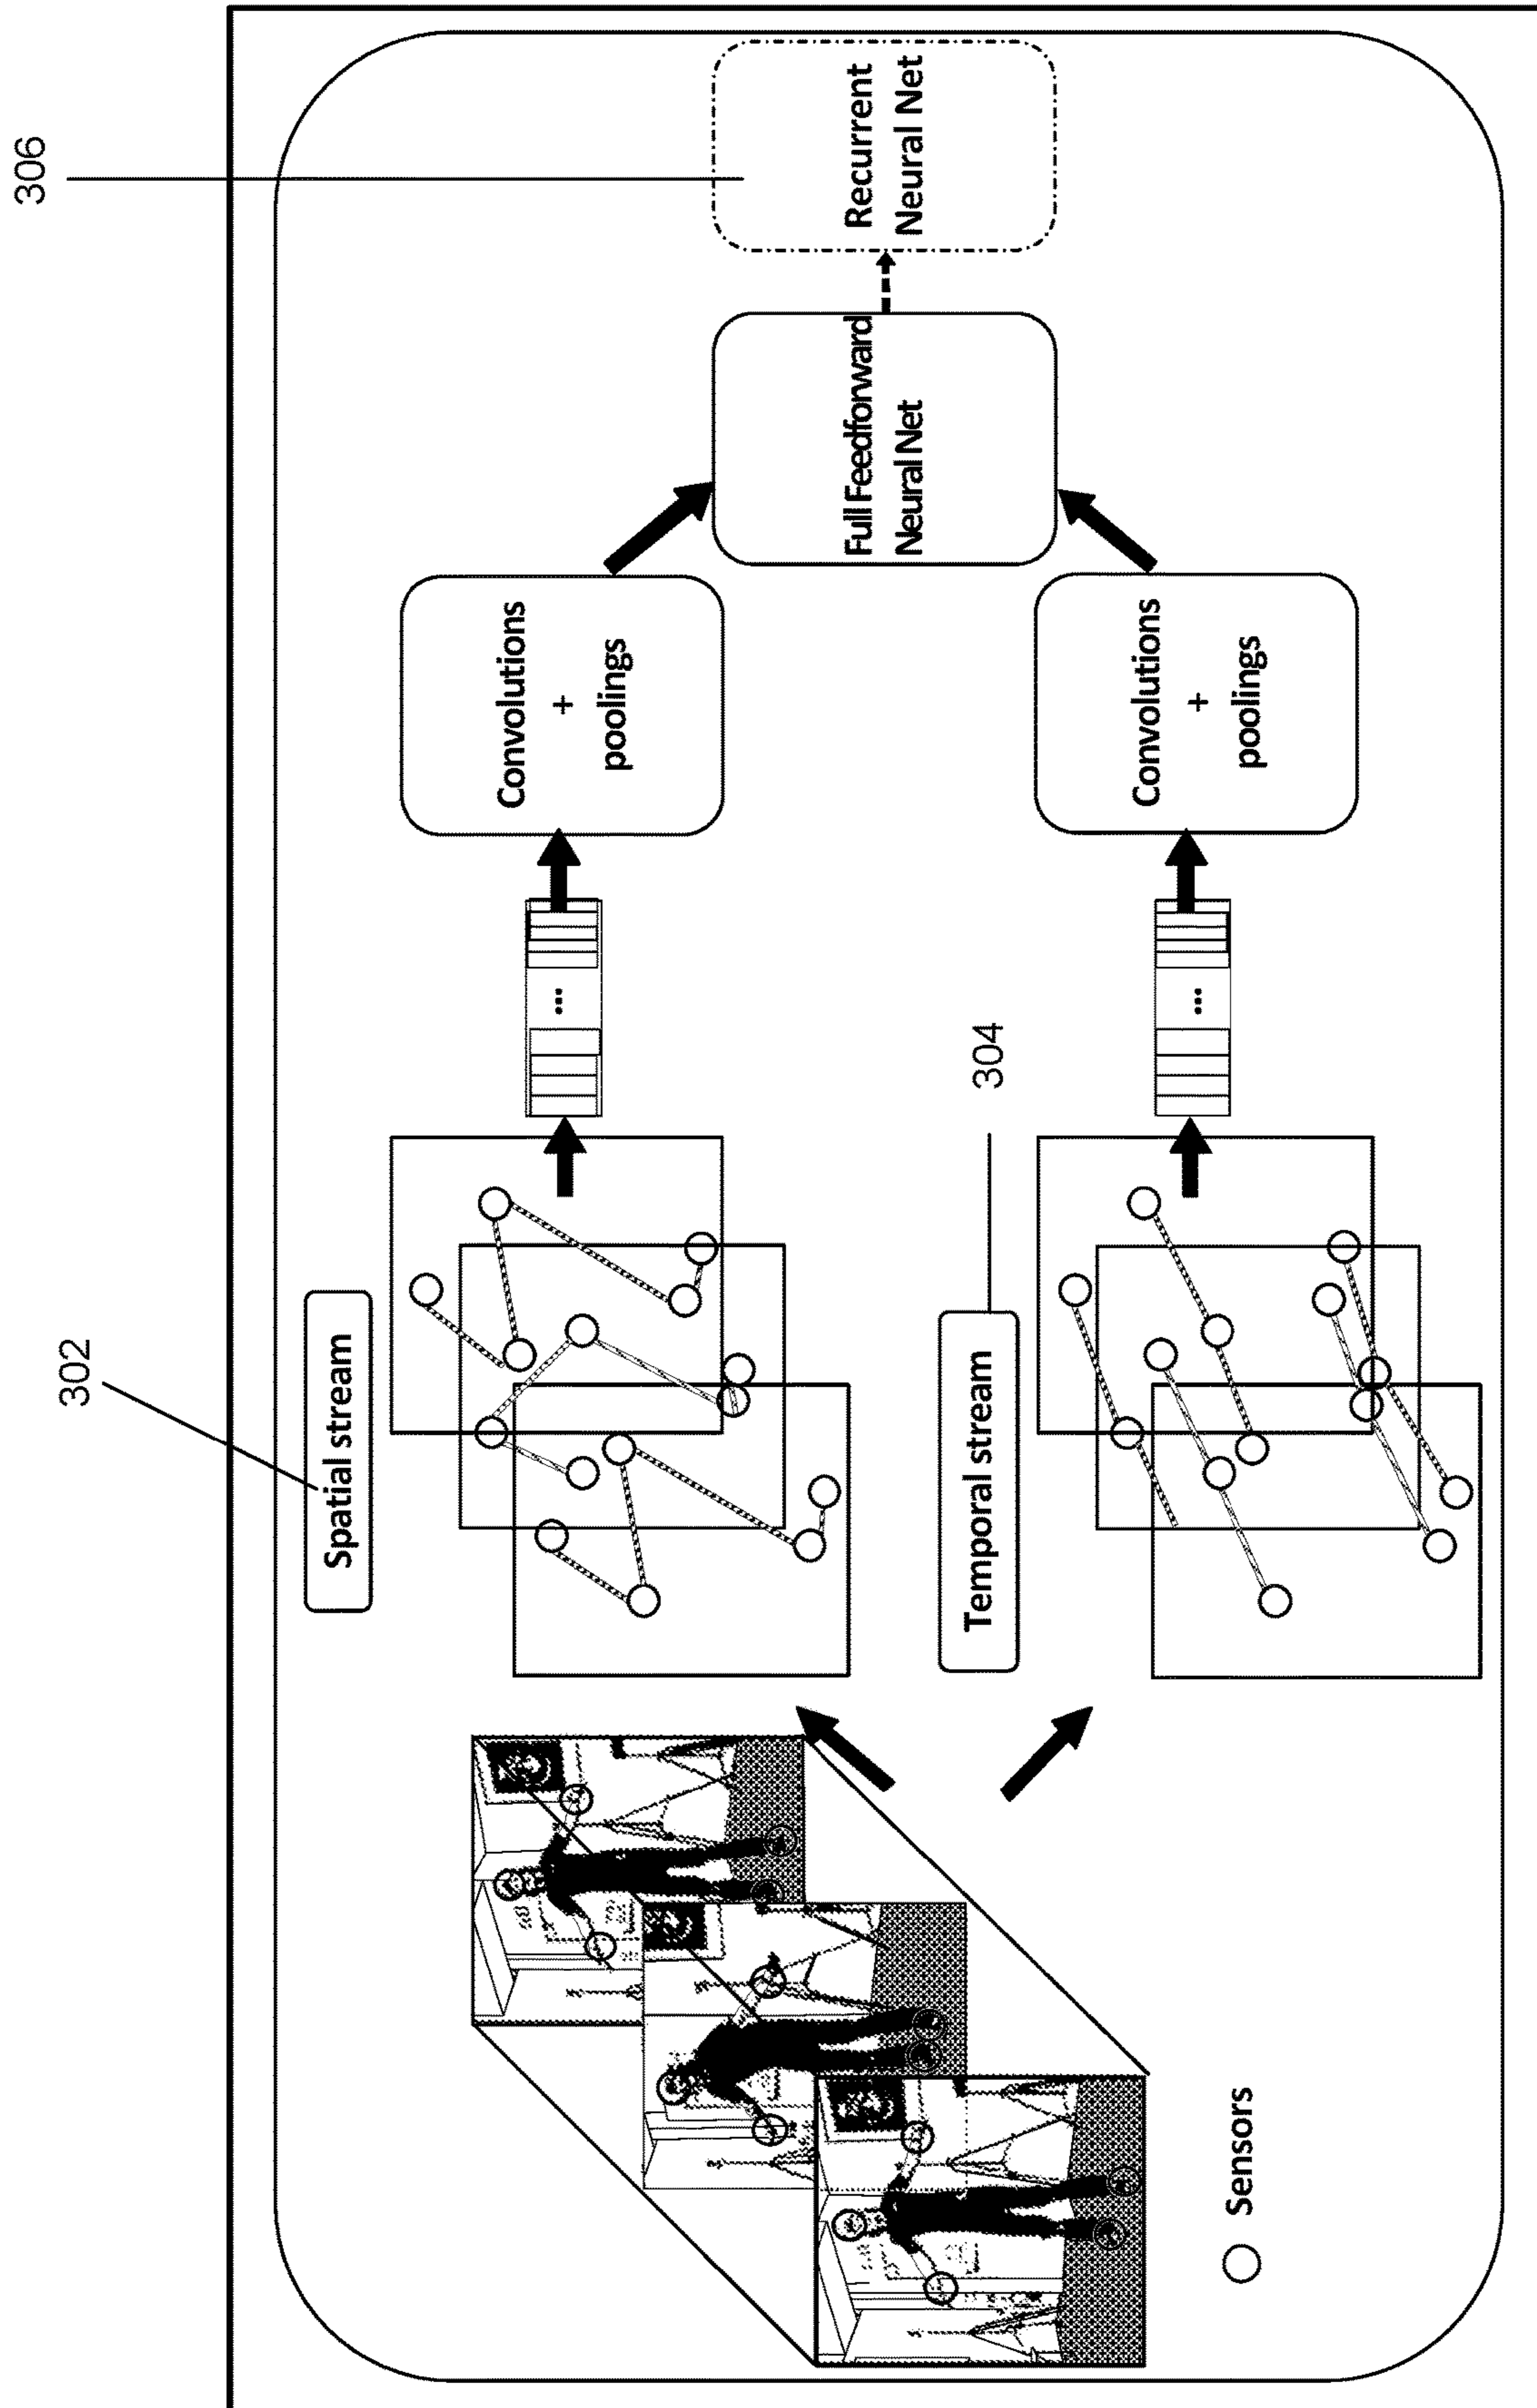 302
Spatial stream
304
Temporal stream
306
...
...
Convolutions
+
poolings
Convolutions
+
poolings
Full Feedforward
Neural Net
Recurrent
Neural Net
Sensors